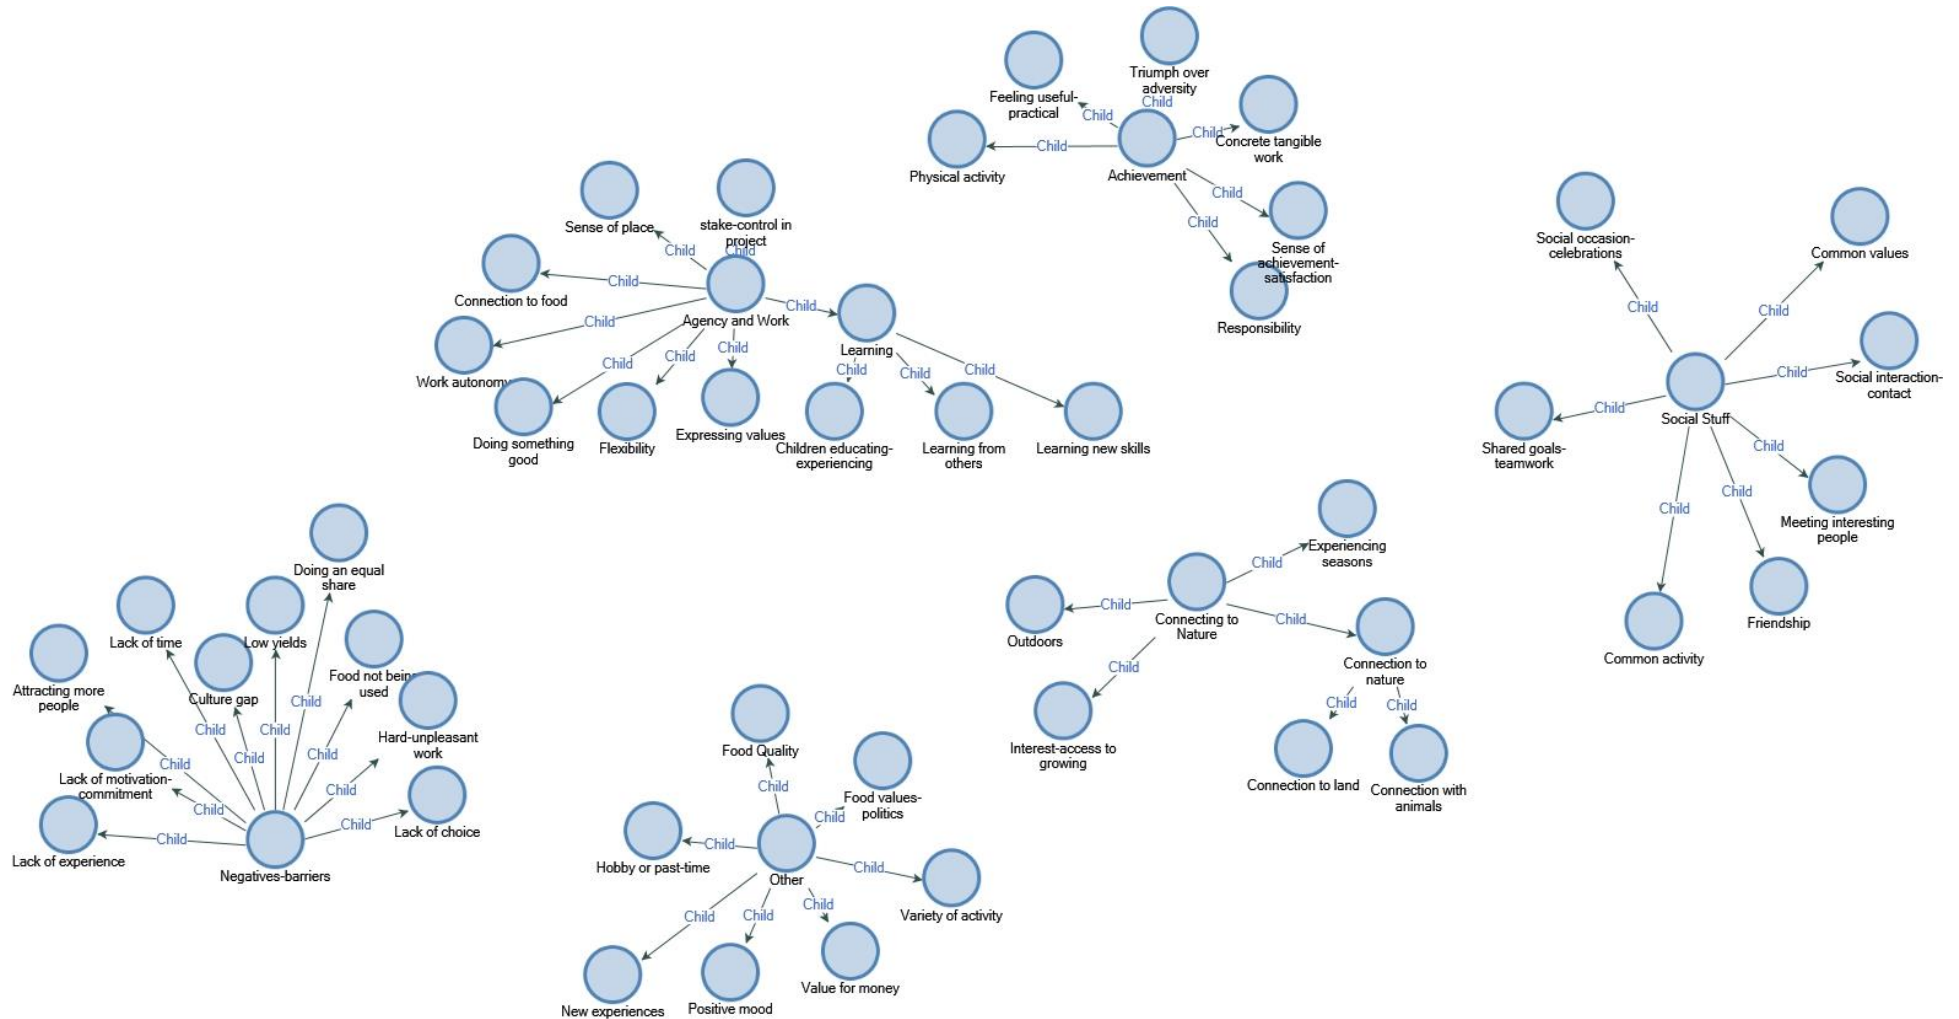 Triumph over
adversity
Child
Feeling useful-
practical
Child
Child
Concrete tangible
work
Child
Physical activity
Achievement
Child
Child
Sense of
achievement-
satisfaction
Responsibility
Sense of place
stake-control in
project
Child
Child
Connection to food
Child
Child
Agency and Work
Child
Learning
Work autonomy
Child
Child
Child
Doing something
good
Flexibility
Expressing values
Child
Child
Child
Children educating-
experiencing
Learning from
others
Learning new skills
Social occasion-
celebrations
Common values
Child
Child
Child
Social interaction-
contact
Child
Social Stuff
Shared goals-
teamwork
Child
Child
Child
Meeting interesting
people
Friendship
Common activity
Experiencing
seasons
Child
Child
Outdoors
Connecting to
Nature
Child
Connection to
nature
Child
Interest-access to
growing
Child
Child
Connection to land
Connection with
animals
Doing an equal
share
Lack of time
Low yields
Culture gap
Food not being
used
Attracting more
people
Child
Child
Child
Child
Child
Hard-unpleasant
work
Child
Lack of motivation-
commitment
Child
Child
Child
Lack of choice
Child
Lack of experience
Negatives-barriers
Food Quality
Child
Food values-
politics
Child
Child
Hobby or past-time
Other
Child
Variety of activity
Child
Child
Child
Value for money
New experiences
Positive mood